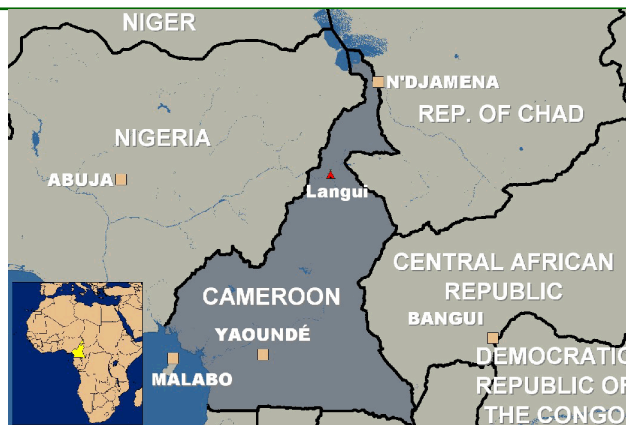 NIGER
N'DJAMENA
REP. OF CHAD
NIGERIA
ABUJA
Langui
CENTRAL AFRICAN
REPUBLIC
CAMEROON
BANGUI
YAOUNDÉ
MALABO
DEMOCRATIC
REPUBLIC OF
THE CONGO